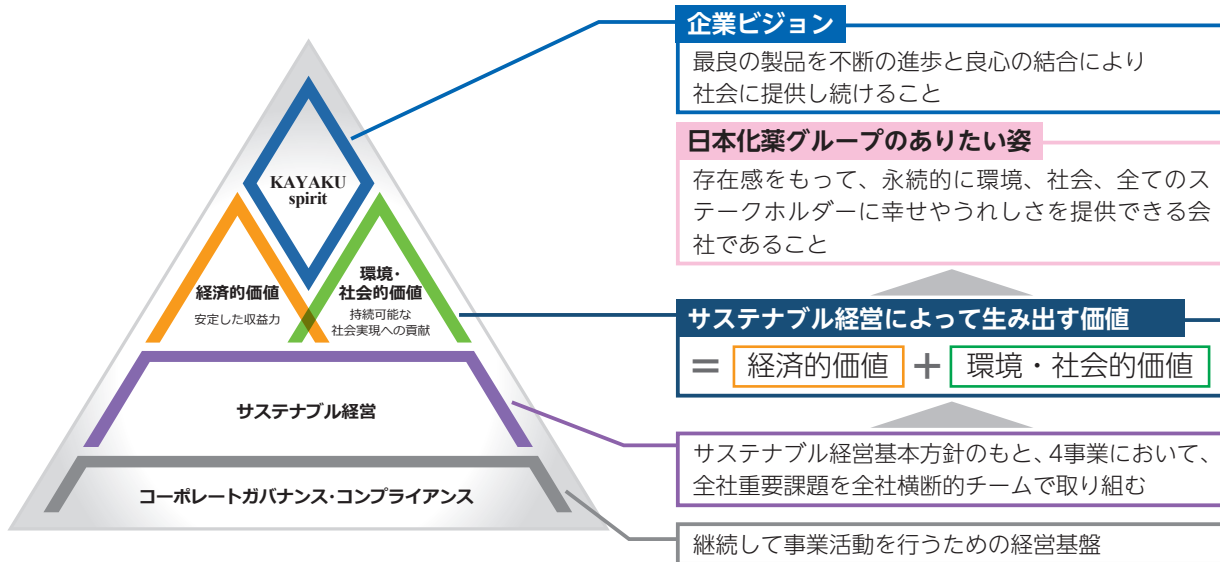 KAYAKU
spirit
経済的価値
安定した収益力
環境・
社会的価値
持続可能な
社会実現への貢献
サステナブル経営
コーポレートガバナンス・コンプライアンス
企業ビジョン
最良の製品を不断の進歩と良心の結合により
社会に提供し続けること
日本化薬グループのありたい姿
存在感をもって、永続的に環境、社会、全てのス
テークホルダーに幸せやうれしさを提供できる会
社であること
サステナブル経営によって生み出す価値
＝ 経済的価値 ＋ 環境・社会的価値
サステナブル経営基本方針のもと、4事業において、
全社重要課題を全社横断的チームで取り組む
継続して事業活動を行うための経営基盤